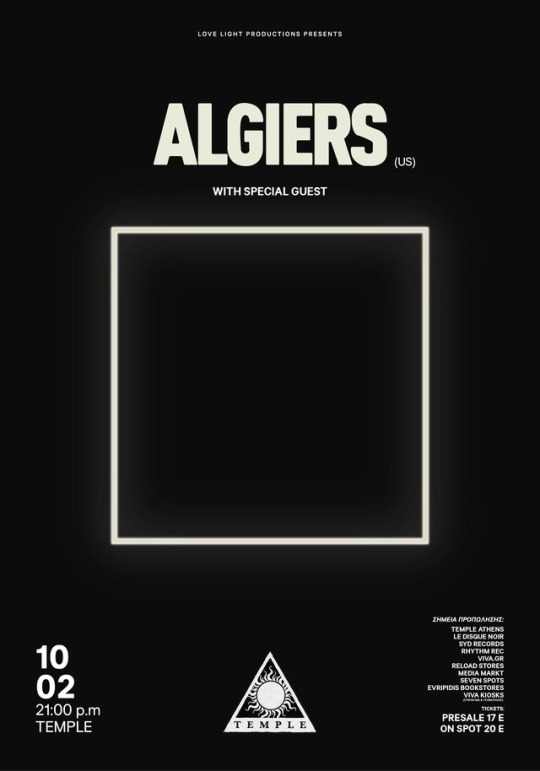 LOVE LIGHT PRODUCTIONS PRESENTS
ALGIERS (US)
WITH SPECIAL GUEST
10
02
21:00 p.m
TEMPLE
TEMPLE
ΣΗΜΕΙΑ ΠΡΟΠΩΛΗΣΗΣ:
TEMPLE ATHENS
LE DISQUE NOIR
SYD RECORDS
RHYTHM REC
VIVA.GR
RELOAD STORES
MEDIA MARKT
SEVEN SPOTS
EVRIPIDIS BOOKSTORES
VIVA KIOSKS
TICKETS:
PRESALE 17 E
ON SPOT 20 E